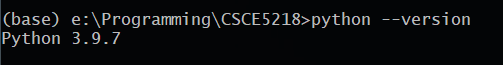 (base) e:\Programming\CSCE5218>python --version
Python 3.9.7